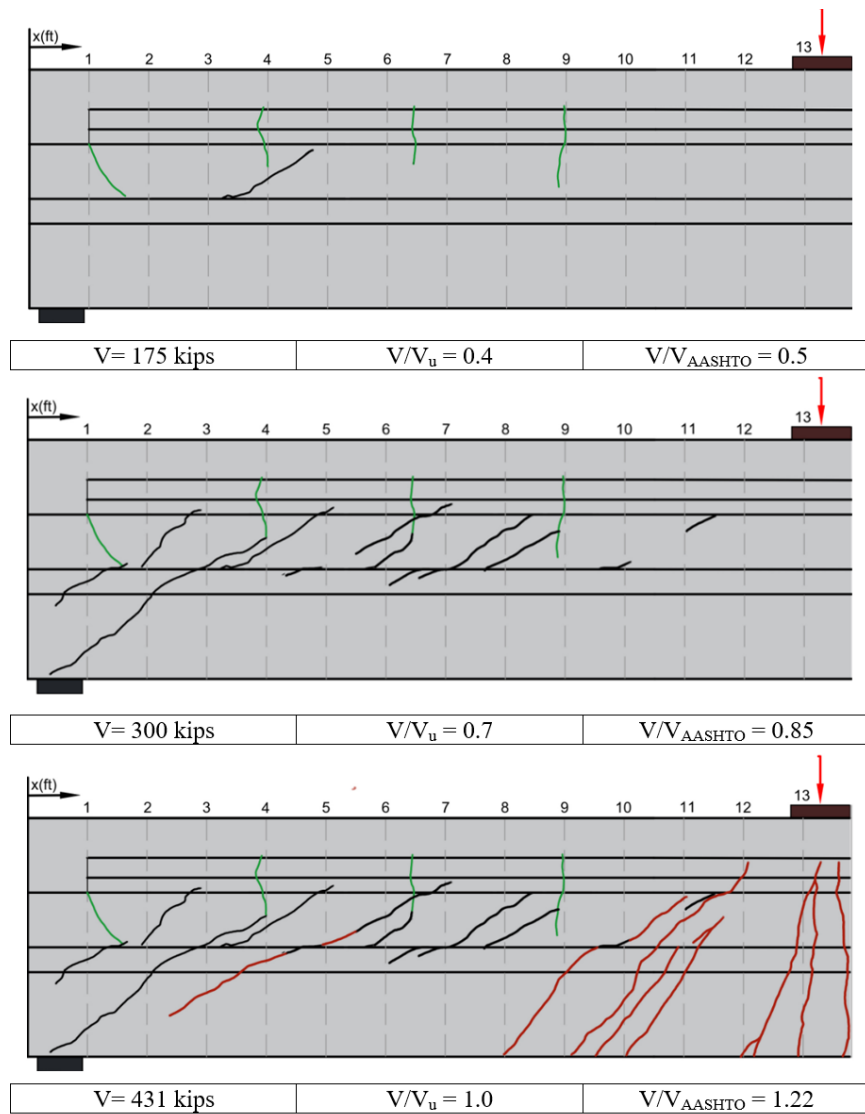 x(ft)
1 2 3 4 5 6 7 8 9 10 11 12 13
V= 175 kips V/Vu = 0.4 V/VAASHTO = 0.5
x(ft)
1 2 3 4 5 6 7 8 9 10 11 12 13
V= 300 kips V/Vu = 0.7 V/VAASHTO = 0.85
x(ft)
1 2 3 4 5 6 7 8 9 10 11 12 13
V= 431 kips V/Vu = 1.0 V/VAASHTO = 1.22